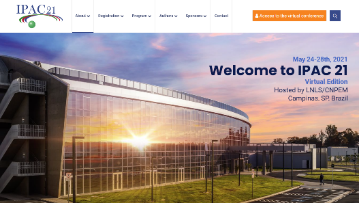 IPAC21
About
Registration
Program
Authors
Sponsors
Contact
Access to the virtual conference
May 24-28th, 2021
Welcome to IPAC 21
Virtual Edition
Hosted by LNLS/CNPEM
Campinas, SP, Brazil